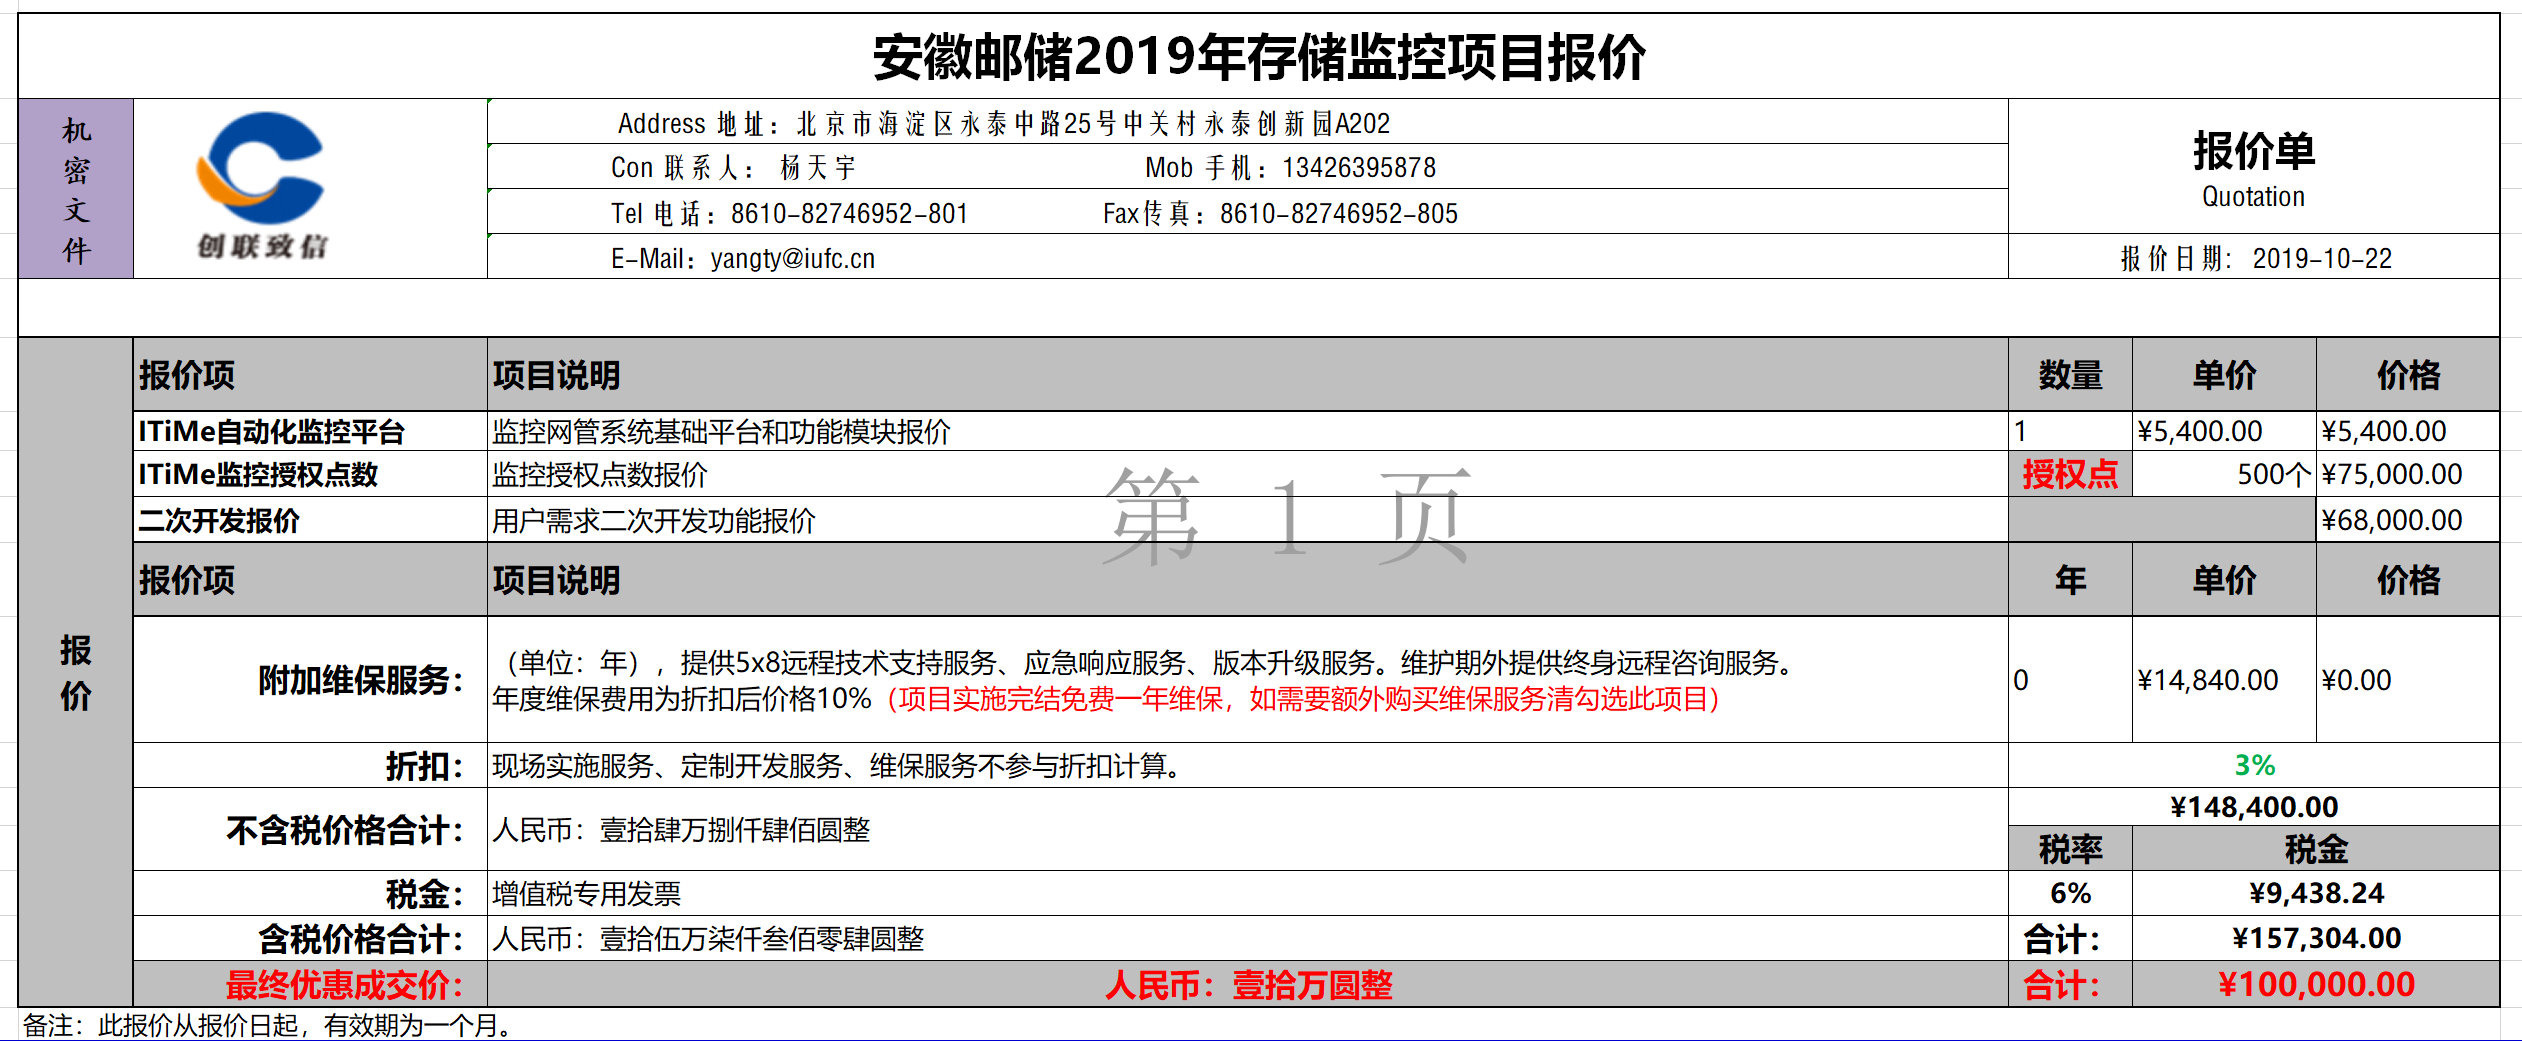 安徽邮储2019年存储监控项目报价
机密文件
创联致信
Address 地址：北京市海淀区永泰中路25号中关村永泰创新园A202
Con 联系人： 杨天宇 Mob 手机：13426395878
Tel 电话：8610-82746952-801 Fax传真：8610-82746952-805
E-Mail：yangty@iufc.cn
报价单
Quotation
报价日期: 2019-10-22
报价
报价项 项目说明 数量 单价 价格
ITiMe自动化监控平台 监控网管系统基础平台和功能模块报价 1 ¥5,400.00 ¥5,400.00
ITiMe监控授权点数 监控授权点数报价 授权点 500个 ¥75,000.00
二次开发报价 用户需求二次开发功能报价 ¥68,000.00
第 1 页
报价项 项目说明 年 单价 价格
附加维保服务： （单位：年），提供5x8远程技术支持服务、应急响应服务、版本升级服务。维护期外提供终身远程咨询服务。
年度维保费用为折扣后价格10%（项目实施完结免费一年维保，如需要额外购买维保服务清勾选此项目） 0 ¥14,840.00 ¥0.00
折扣： 现场实施服务、定制开发服务、维保服务不参与折扣计算。 3%
不含税价格合计： 人民币：壹拾肆万捌仟肆佰圆整 ¥148,400.00
税率 税金
税金： 增值税专用发票 6% ¥9,438.24
含税价格合计： 人民币：壹拾伍万柒仟叁佰零肆圆整 合计： ¥157,304.00
最终优惠成交价： 人民币：壹拾万圆整 合计： ¥100,000.00
备注：此报价从报价日起，有效期为一个月。